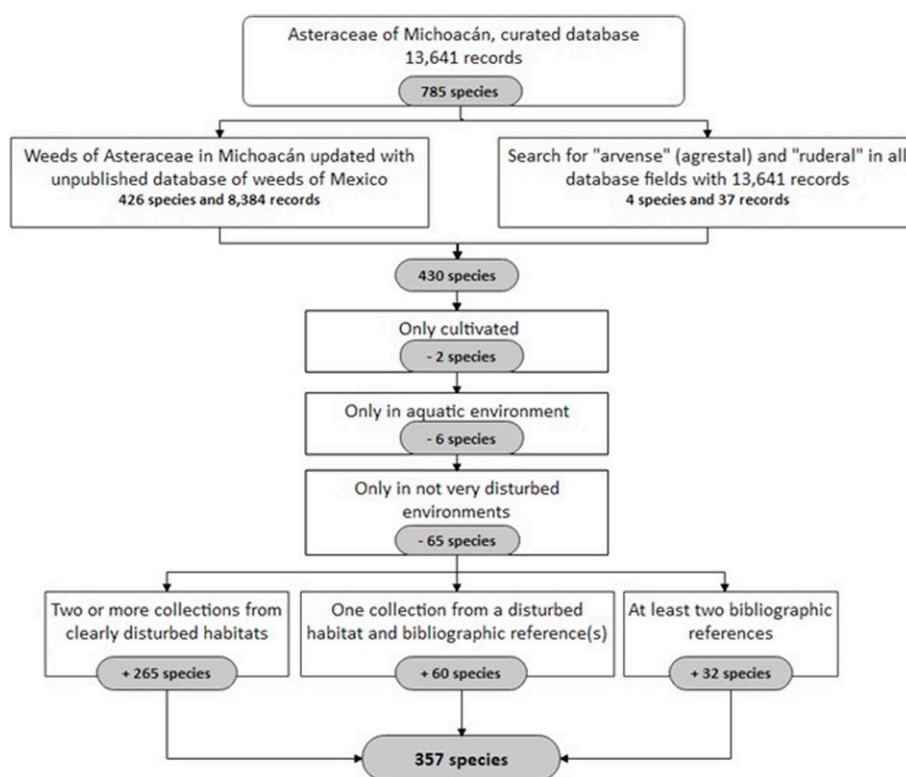 Asteraceae of Michoacán, curated database
13,641 records
785 species
Weeds of Asteraceae in Michoacán updated with
unpublished database of weeds of Mexico
426 species and 8,384 records
Search for "arvense" (agrestal) and "ruderal" in all
database fields with 13,641 records
4 species and 37 records
430 species
Only cultivated
- 2 species
Only in aquatic environment
- 6 species
Only in not very disturbed
environments
- 65 species
Two or more collections from
clearly disturbed habitats
+ 265 species
One collection from a disturbed
habitat and bibliographic reference(s)
+ 60 species
At least two bibliographic
references
+ 32 species
357 species